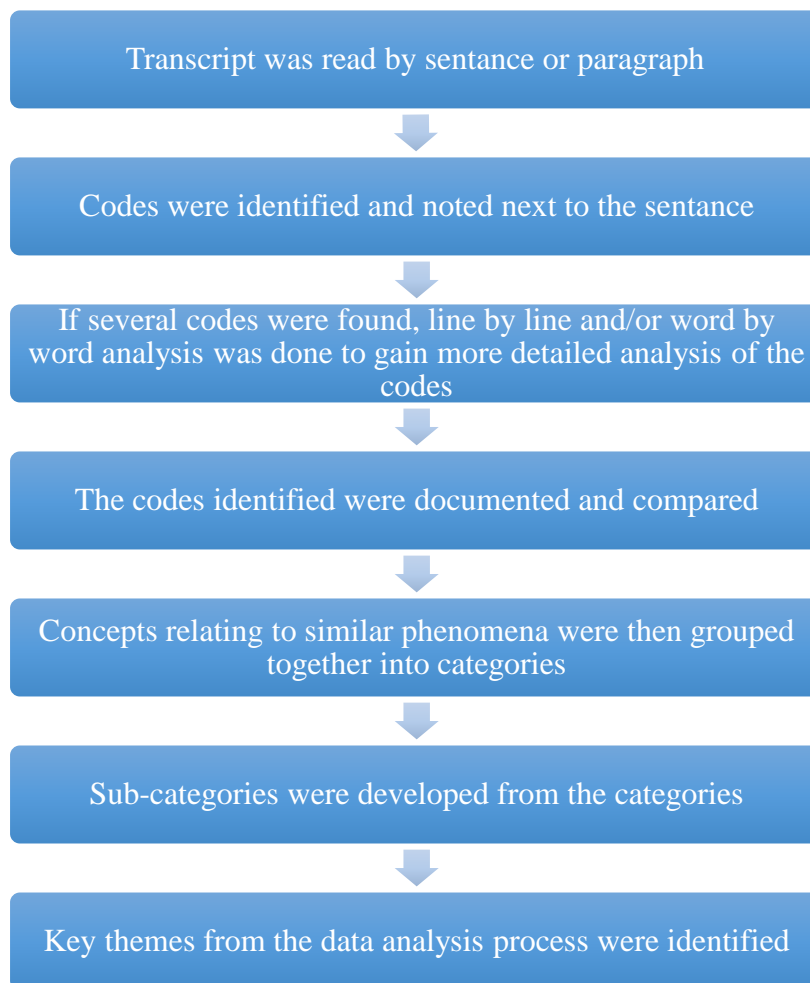 Transcript was read by sentence or paragraph
Codes were identified and noted next to the sentence
If several codes were found, line by line and/or word by
word analysis was done to gain more detailed analysis of the
codes
The codes identified were documented and compared
Concepts relating to similar phenomena were then grouped
together into categories
Sub-categories were developed from the categories
Key themes from the data analysis process were identified